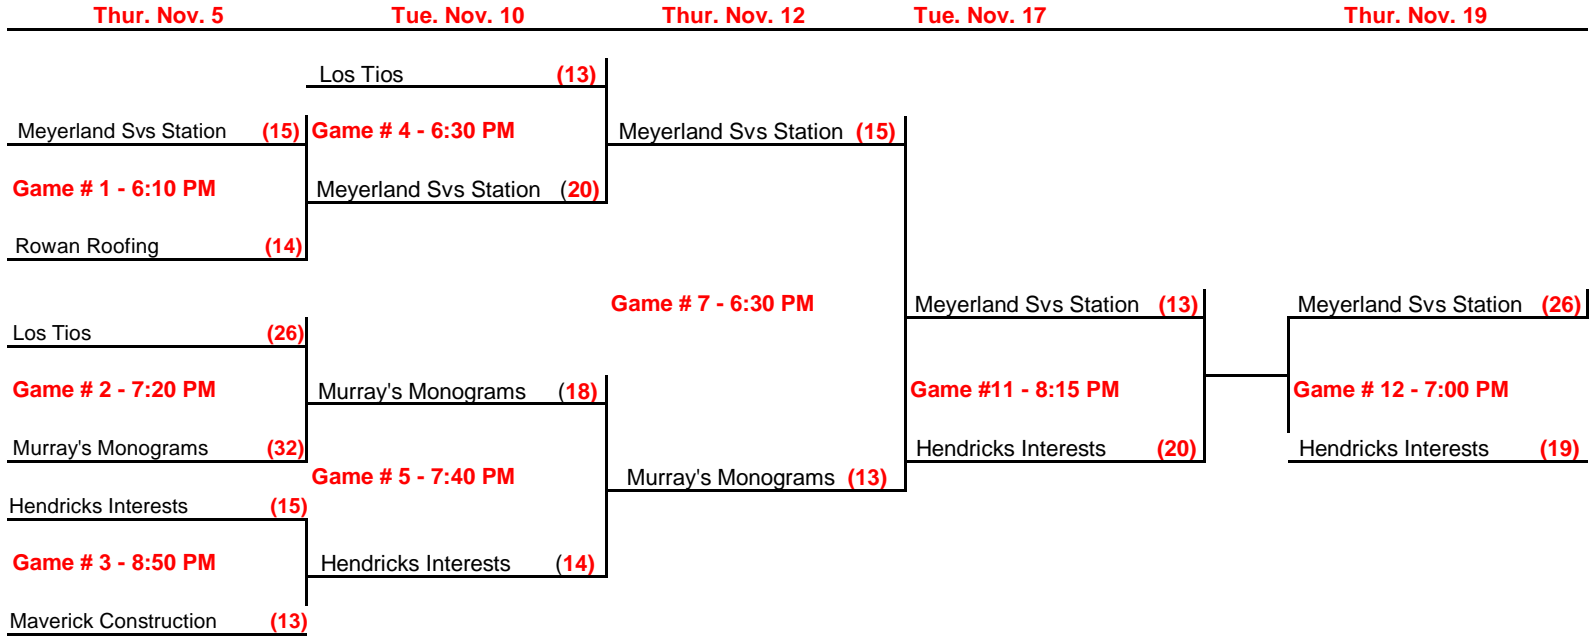 Thur. Nov. 5 Tue. Nov. 10 Thur. Nov. 12 Tue. Nov. 17 Thur. Nov. 19
Los Tios (13)
Meyerland Svs Station (15) Game # 4 - 6:30 PM Meyerland Svs Station (15)
Game # 1 - 6:10 PM Meyerland Svs Station (20)
Rowan Roofing (14)
Game # 7 - 6:30 PM Meyerland Svs Station (13) Meyerland Svs Station (26)
Los Tios (26)
Game # 2 - 7:20 PM Murray's Monograms (18) Game #11 - 8:15 PM Game # 12 - 7:00 PM
Murray's Monograms (32) Hendricks Interests (20) Hendricks Interests (19)
Game # 5 - 7:40 PM Murray's Monograms (13)
Hendricks Interests (15)
Game # 3 - 8:50 PM Hendricks Interests (14)
Maverick Construction (13)